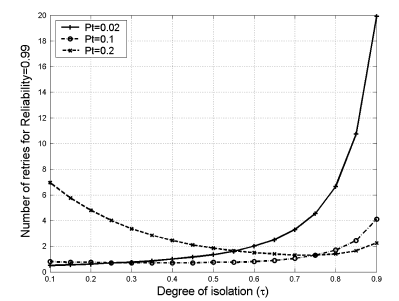 20
18
16
14
12
10
8
6
4
2
0
Number of retries for Reliability=0.99
Pt=0.02
Pt=0.1
Pt=0.2
0.1 0.2 0.3 0.4 0.5 0.6 0.7 0.8 0.9
Degree of isolation (τ)